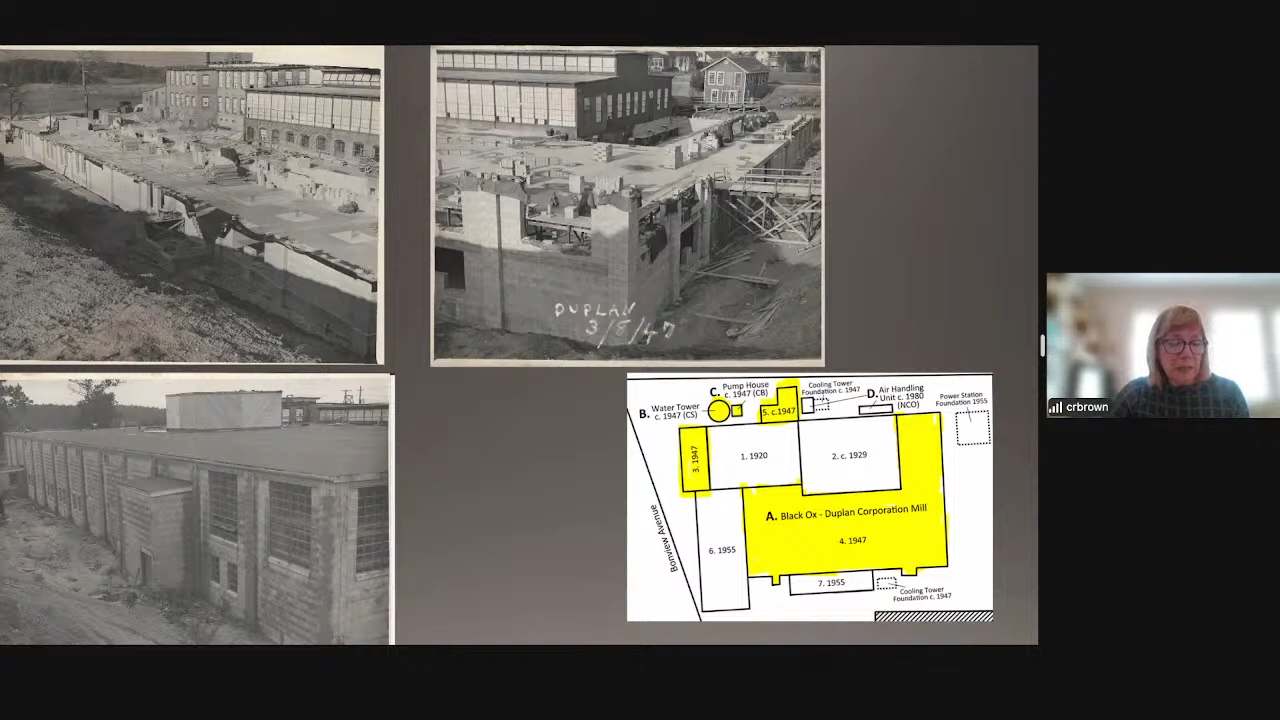 DUPLAN
3/8/47
C. Pump House
c. 1947 (CB)
Cooling Tower
Foundation c. 1947
D. Air Handling
Unit c. 1980
(NCO)
Power Station
Foundation 1955
B. Water Tower
c. 1947 (CS)
5. c.1947
3. 1947
1. 1920
2. c. 1929
A. Black Ox - Duplan Corporation Mill
4. 1947
Bonview Avenue
6. 1955
7. 1955
Cooling Tower
Foundation c. 1947
crbrown